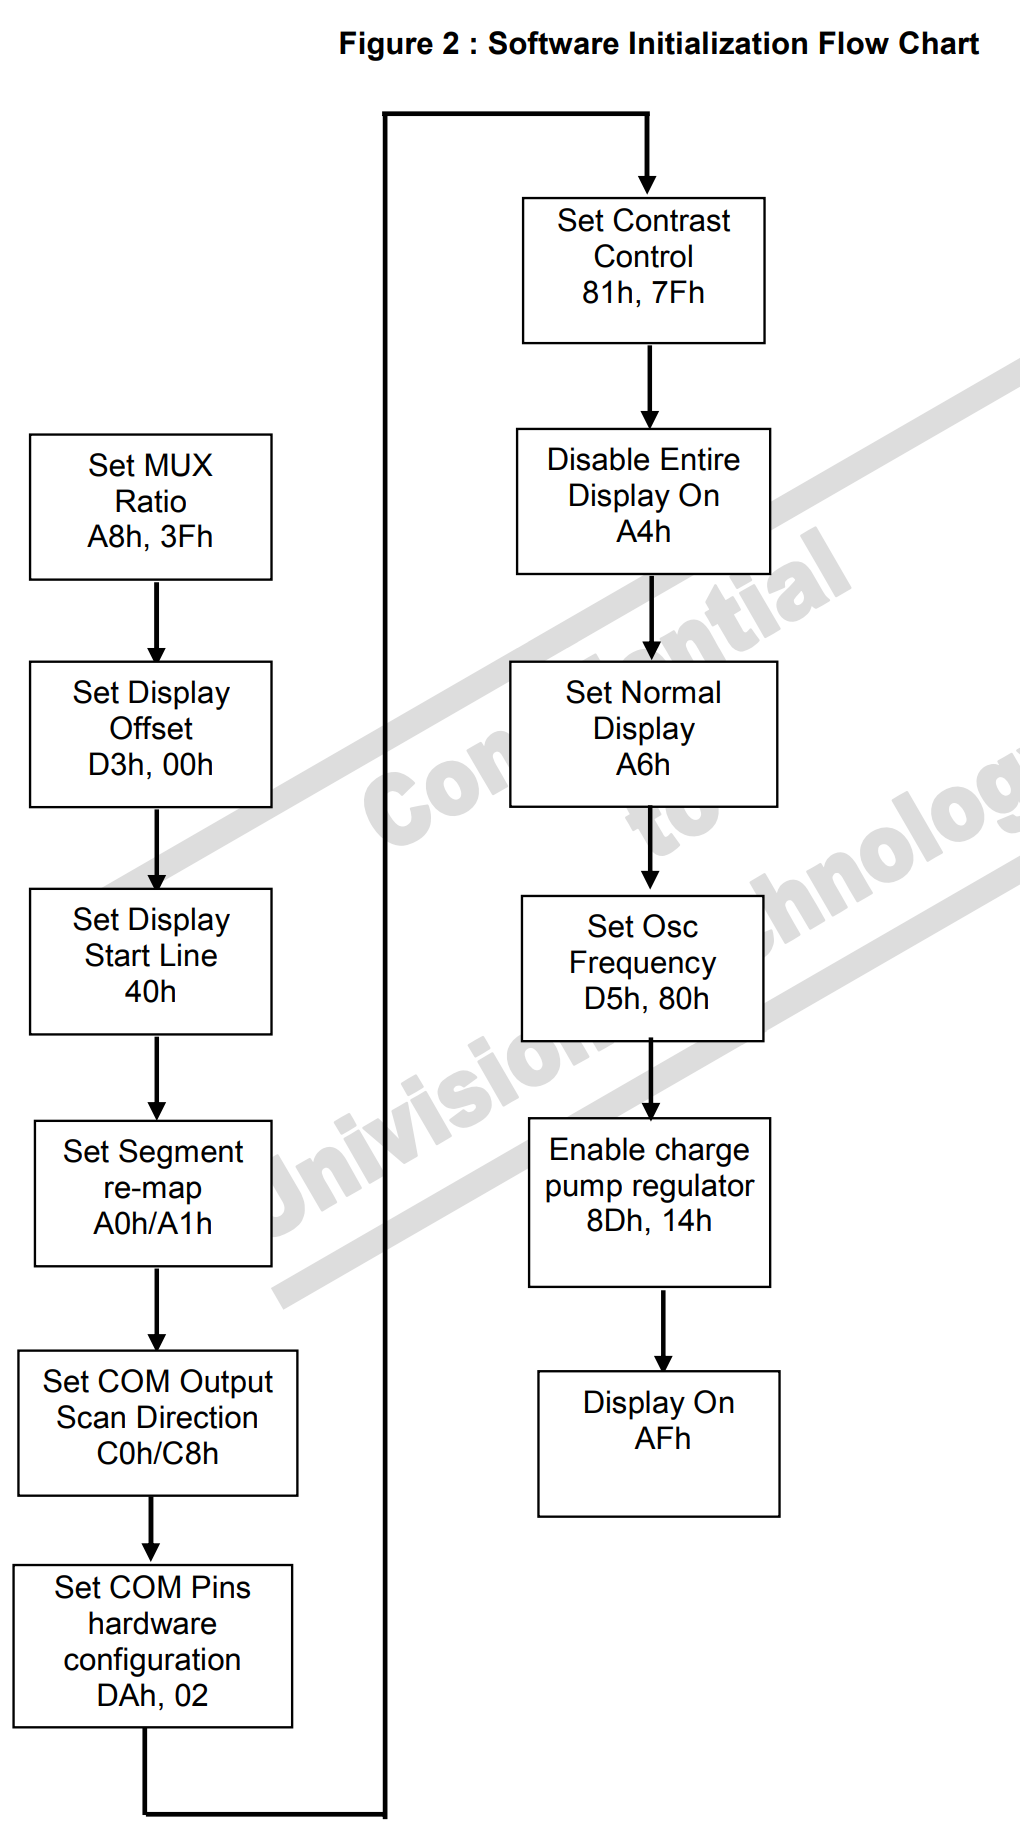 Figure 2 : Software Initialization Flow Chart
Set MUX
Ratio
A8h, 3Fh
Set Display
Offset
D3h, 00h
Set Display
Start Line
40h
Set Segment
re-map
A0h/A1h
Set COM Output
Scan Direction
C0h/C8h
Set COM Pins
hardware
configuration
DAh, 02
Set Contrast
Control
81h, 7Fh
Disable Entire
Display On
A4h
Set Normal
Display
A6h
Set Osc
Frequency
D5h, 80h
Enable charge
pump regulator
8Dh, 14h
Display On
AFh